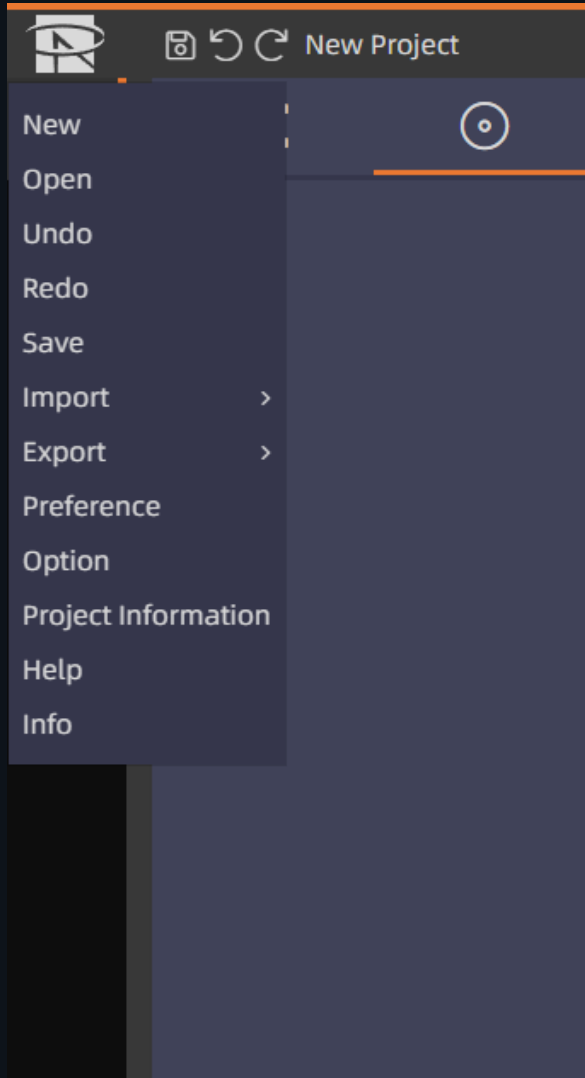 New Project
New
Open
Undo
Redo
Save
Import
Export
Preference
Option
Project Information
Help
Info